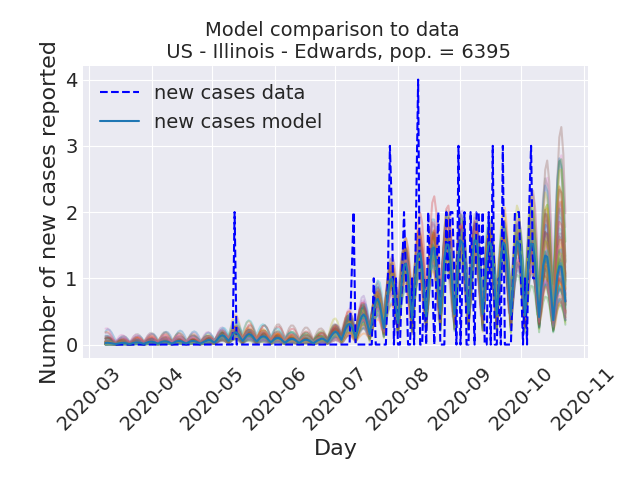 Model comparison to data
US - Illinois - Edwards, pop. = 6395
Number of new cases reported
4
3
2
1
0
new cases data
new cases model
2020-03
2020-04
2020-05
2020-06
2020-07
2020-08
2020-09
2020-10
2020-11
Day